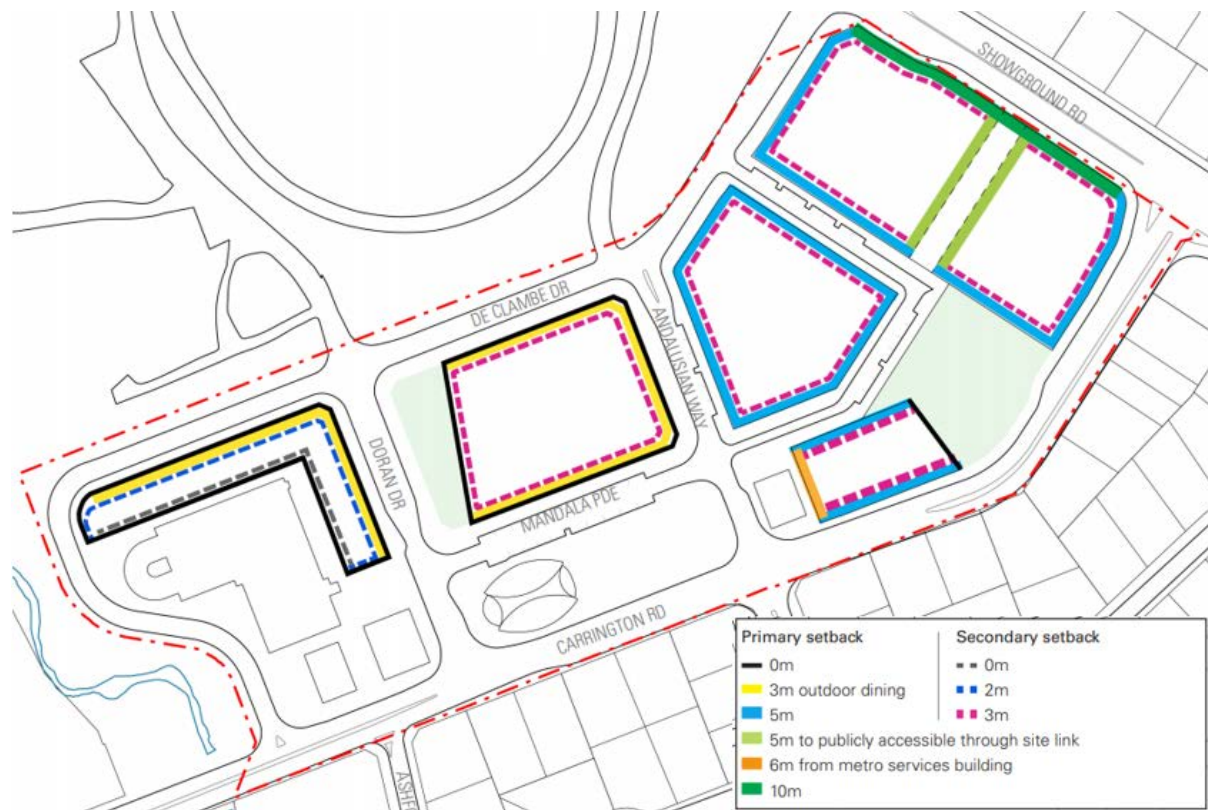 SHOWGROUND RD
DE CLAMBE DR
ANDALUSIAN WAY
DORAN DR
MANDALA PDE
CARRINGTON RD
ASHF
Primary setback
0m
3m outdoor dining
5m
5m to publicly accessible through site link
6m from metro services building
10m
Secondary setback
0m
2m
3m